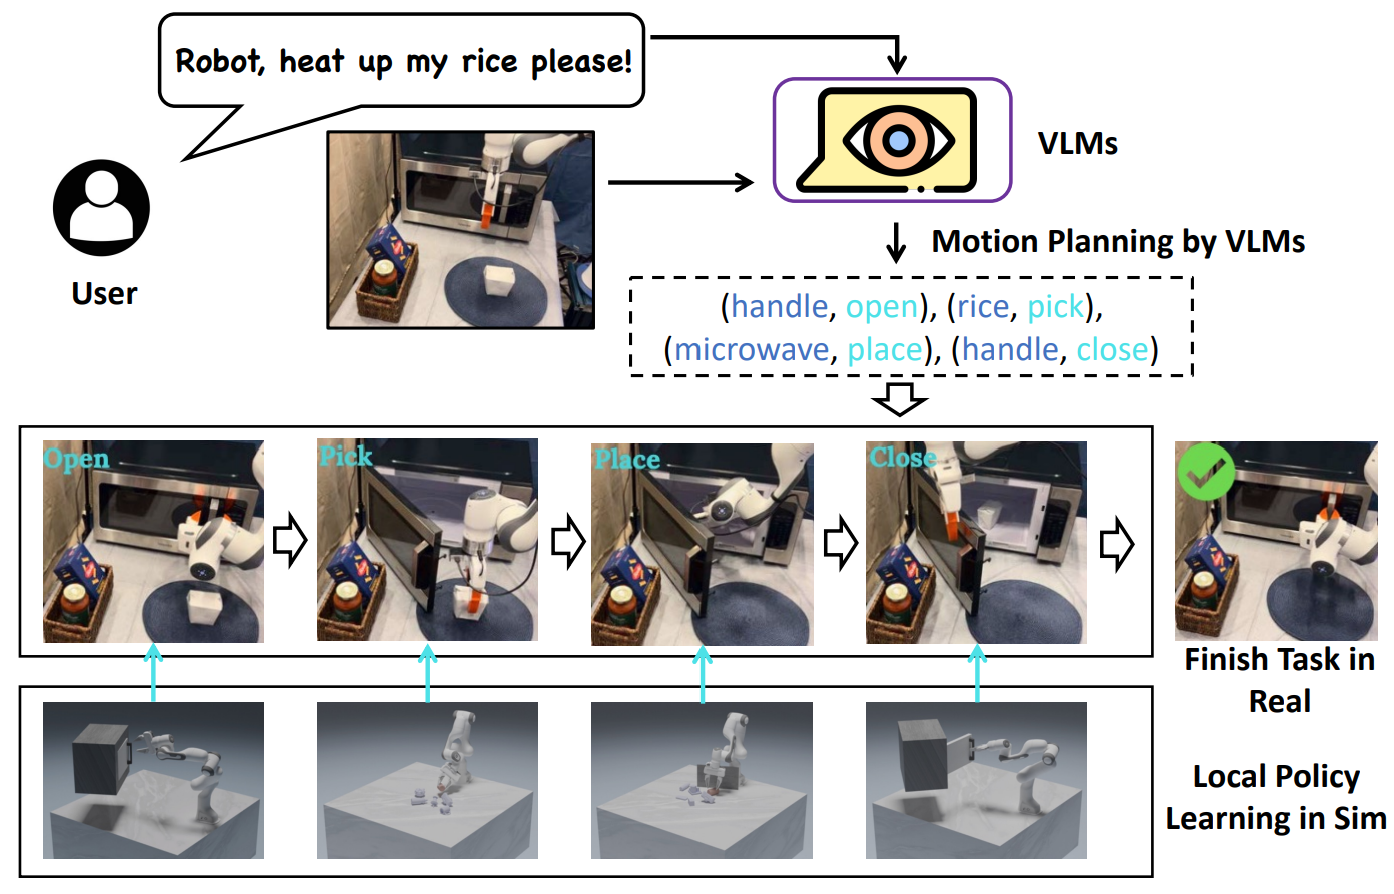 Robot, heat up my rice please!
VLMs
User
Motion Planning by VLMs
(handle, open), (rice, pick),
(microwave, place), (handle, close)
Open
Pick
Place
Close
Finish Task in
Real
Local Policy
Learning in Sim